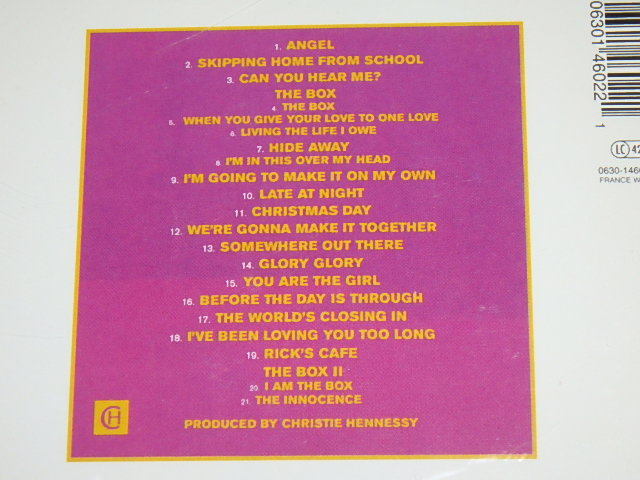 1. ANGEL
2. SKIPPING HOME FROM SCHOOL
3. CAN YOU HEAR ME?
THE BOX
4. THE BOX
5. WHEN YOU GIVE YOUR LOVE TO ONE LOVE
6. LIVING THE LIFE I OWE
7. HIDE AWAY
8. I'M IN THIS OVER MY HEAD
9. I'M GOING TO MAKE IT ON MY OWN
10. LATE AT NIGHT
11. CHRISTMAS DAY
12. WE'RE GONNA MAKE IT TOGETHER
13. SOMEWHERE OUT THERE
14. GLORY GLORY
15. YOU ARE THE GIRL
16. BEFORE THE DAY IS THROUGH
17. THE WORLD'S CLOSING IN
18. I'VE BEEN LOVING YOU TOO LONG
19. RICK'S CAFE
THE BOX II
20. I AM THE BOX
21. THE INNOCENCE
PRODUCED BY CHRISTIE HENNESSY
CH
06301 46022
1
LC 42
0630-146
FRANCE W